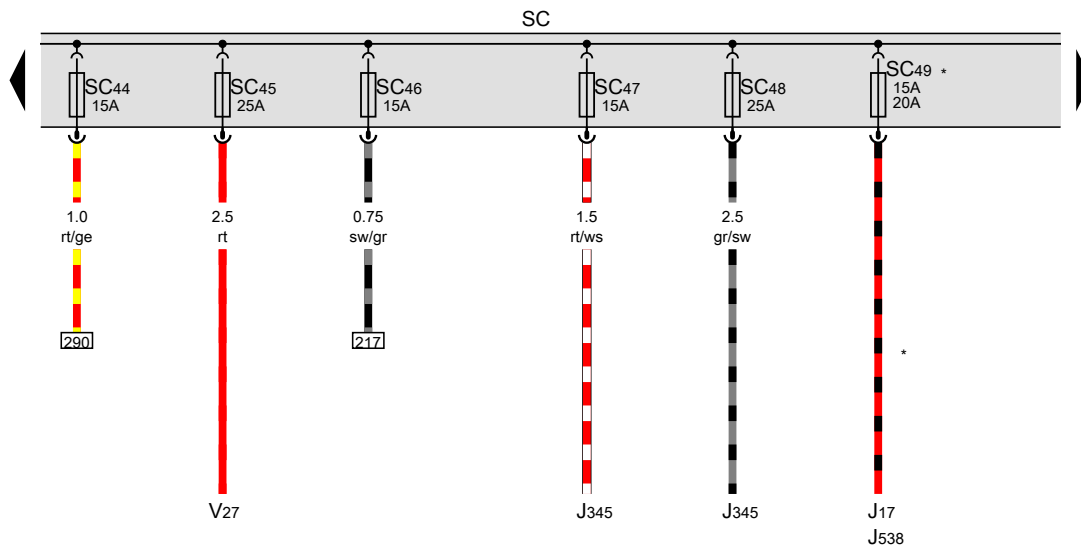 SC
SC44
15A
SC45
25A
SC46
15A
SC47
15A
SC48
25A
SC49 *
15A
20A
1.0
rt/ge
2.5
rt
0.75
sw/gr
1.5
rt/ws
2.5
gr/sw
290
217
*
V27
J345
J345
J17
J538